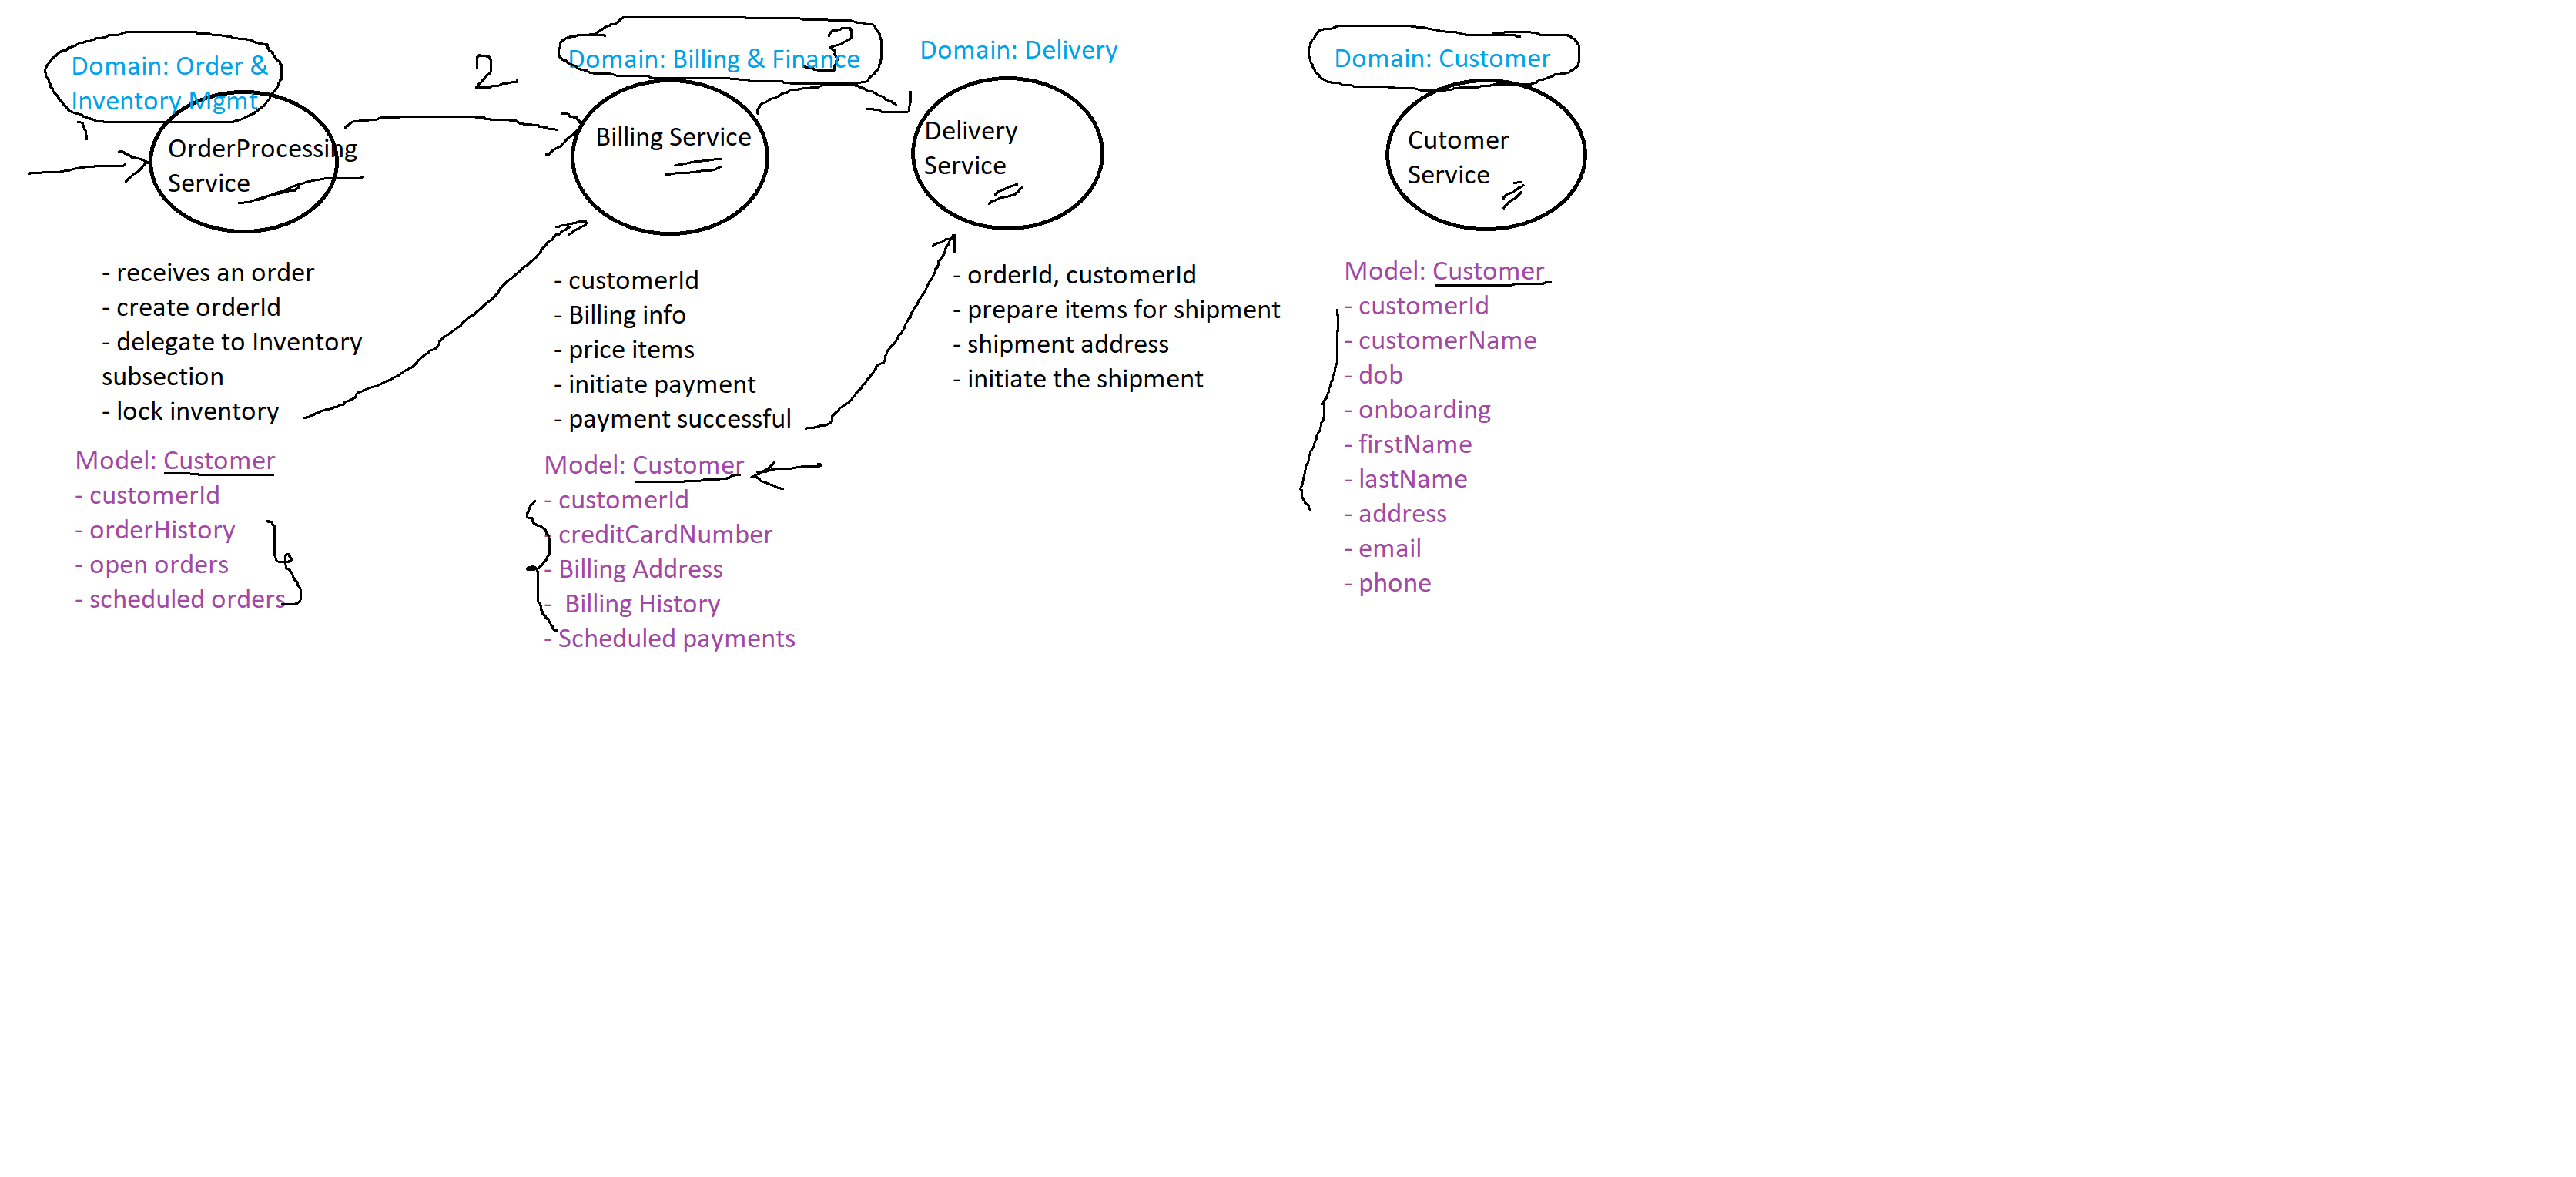 Domain: Order &
Inventory Mgmt
1
OrderProcessing
Service
- receives an order
- create orderId
- delegate to Inventory
subsection
- lock inventory
Model: Customer
- customerId
- orderHistory
- open orders
- scheduled orders
2
Domain: Billing & Finance
3
Billing Service
- customerId
- Billing info
- price items
- initiate payment
- payment successful
Model: Customer
- customerId
- creditCardNumber
- Billing Address
- Billing History
- Scheduled payments
Domain: Delivery
Delivery
Service
- orderId, customerId
- prepare items for shipment
- shipment address
- initiate the shipment
Domain: Customer
Cutomer
Service
Model: Customer
- customerId
- customerName
- dob
- onboarding
- firstName
- lastName
- address
- email
- phone